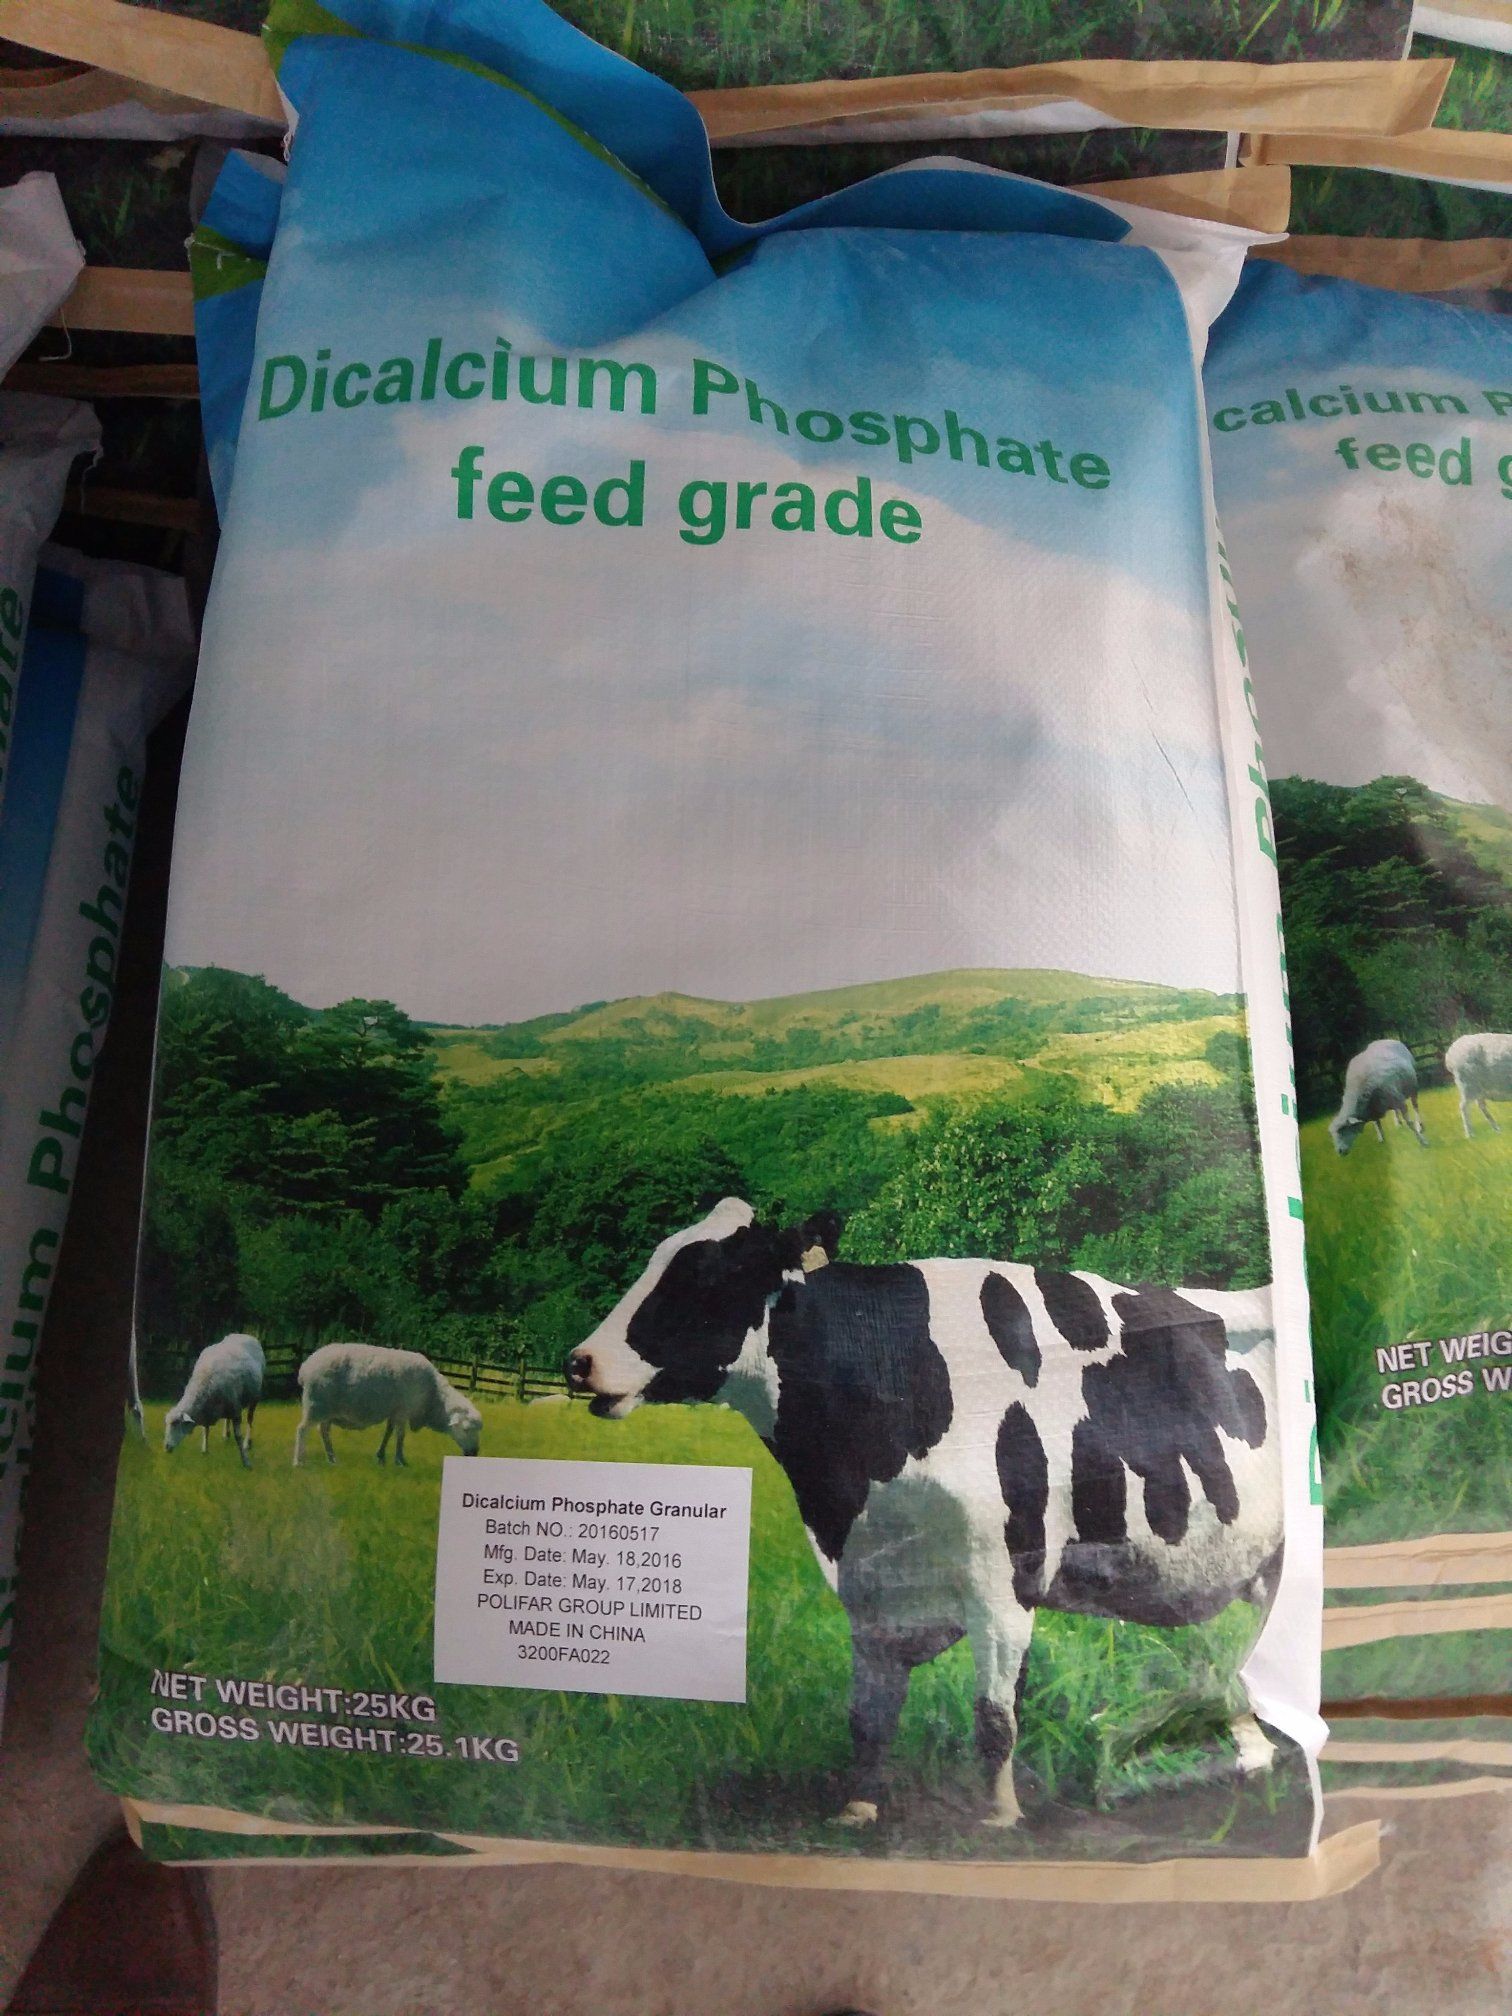 Dicalcium Phosphate
feed grade
Dicalcium Phosphate Granular
Batch NO.: 20160517
Mfg. Date: May. 18,2016
Exp. Date: May. 17,2018
POLIFAR GROUP LIMITED
MADE IN CHINA
3200FA022
NET WEIGHT:25KG
GROSS WEIGHT:25.1KG
calcium P
feed g
NET WEIG
GROSS W
cium Phosphate